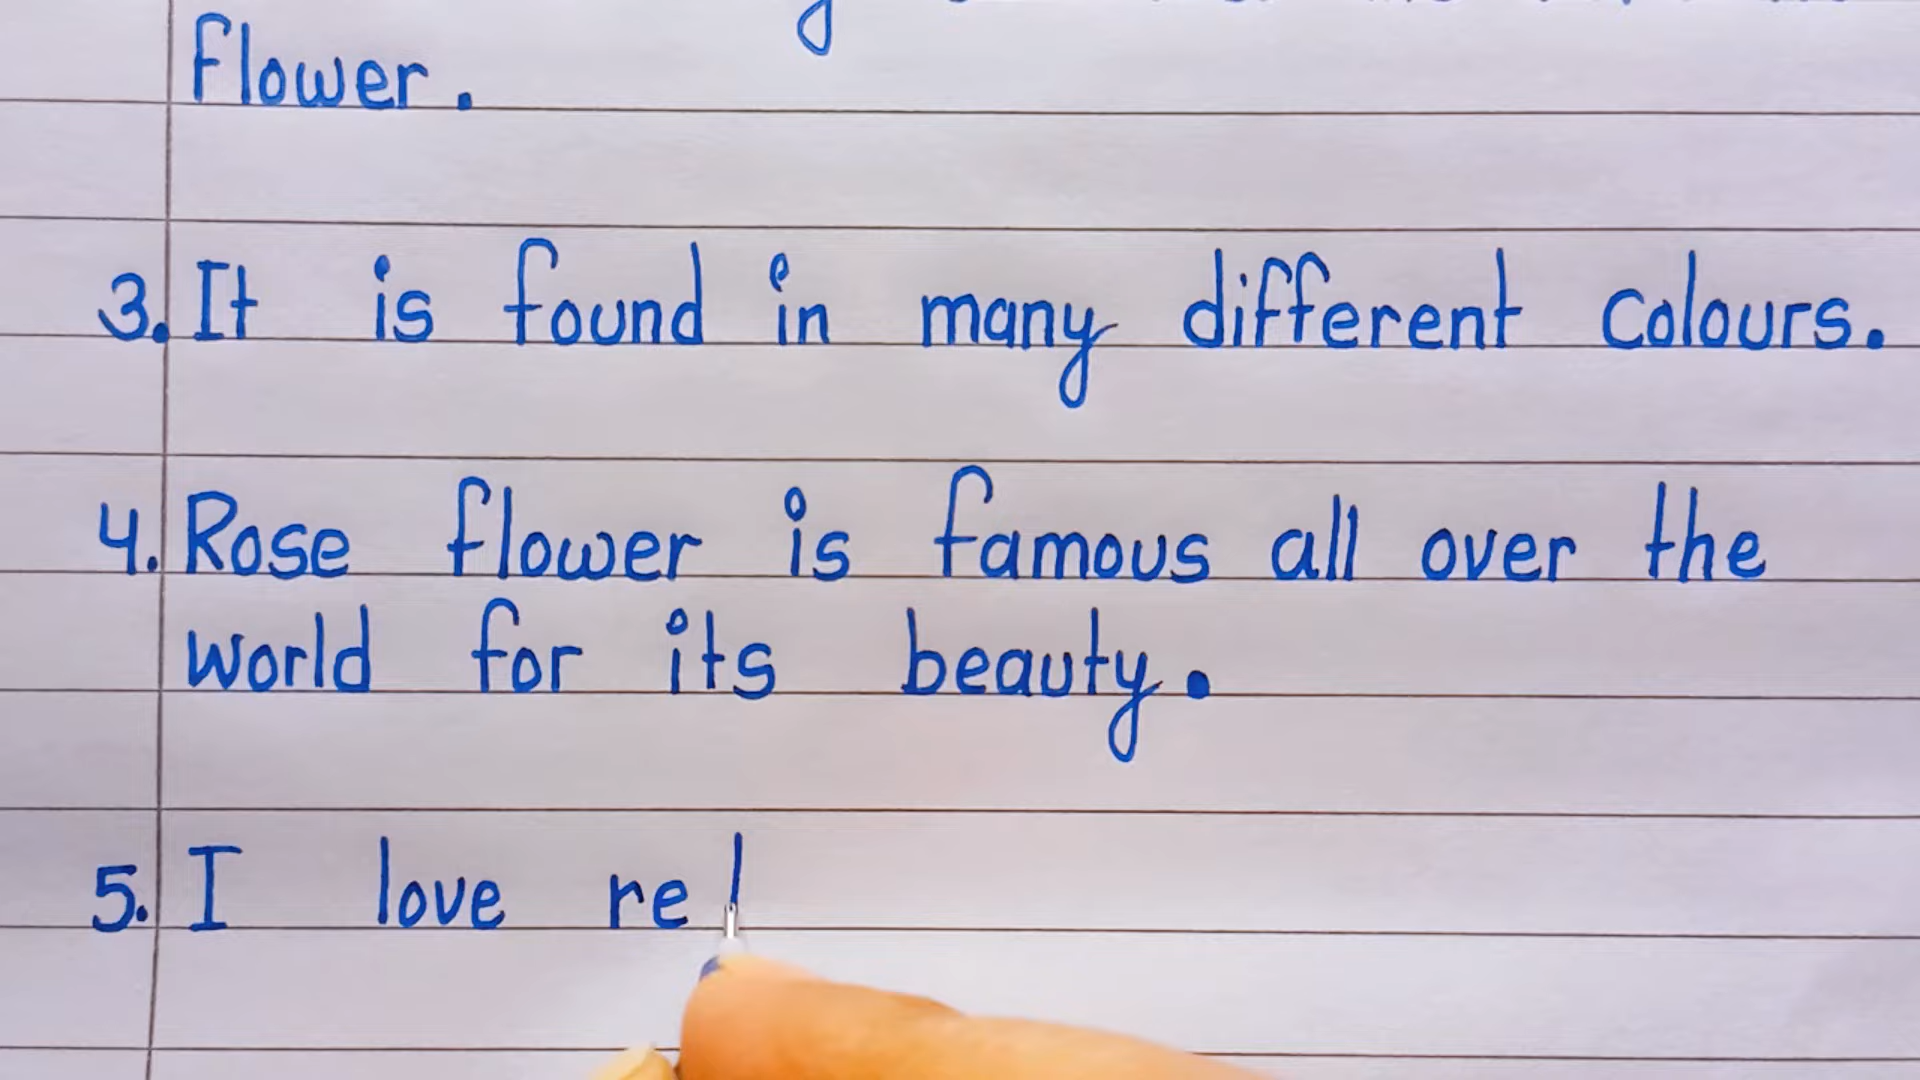 flower.
3. It is found in many different colours.
4. Rose flower is famous all over the
world for its beauty.
5. I love re